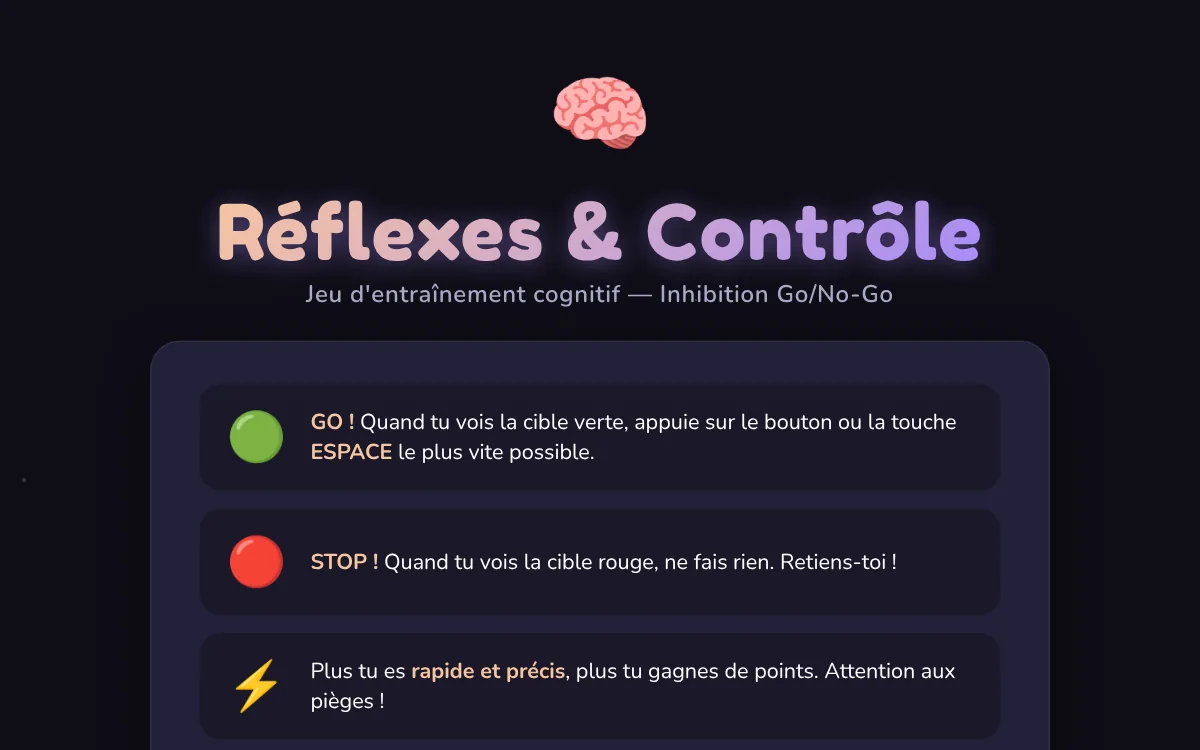 Réflexes & Contrôle
Jeu d'entraînement cognitif — Inhibition Go/No-Go
GO ! Quand tu vois la cible verte, appuie sur le bouton ou la touche
ESPACE le plus vite possible.
STOP ! Quand tu vois la cible rouge, ne fais rien. Retiens-toi !
Plus tu es rapide et précis, plus tu gagnes de points. Attention aux
pièges !